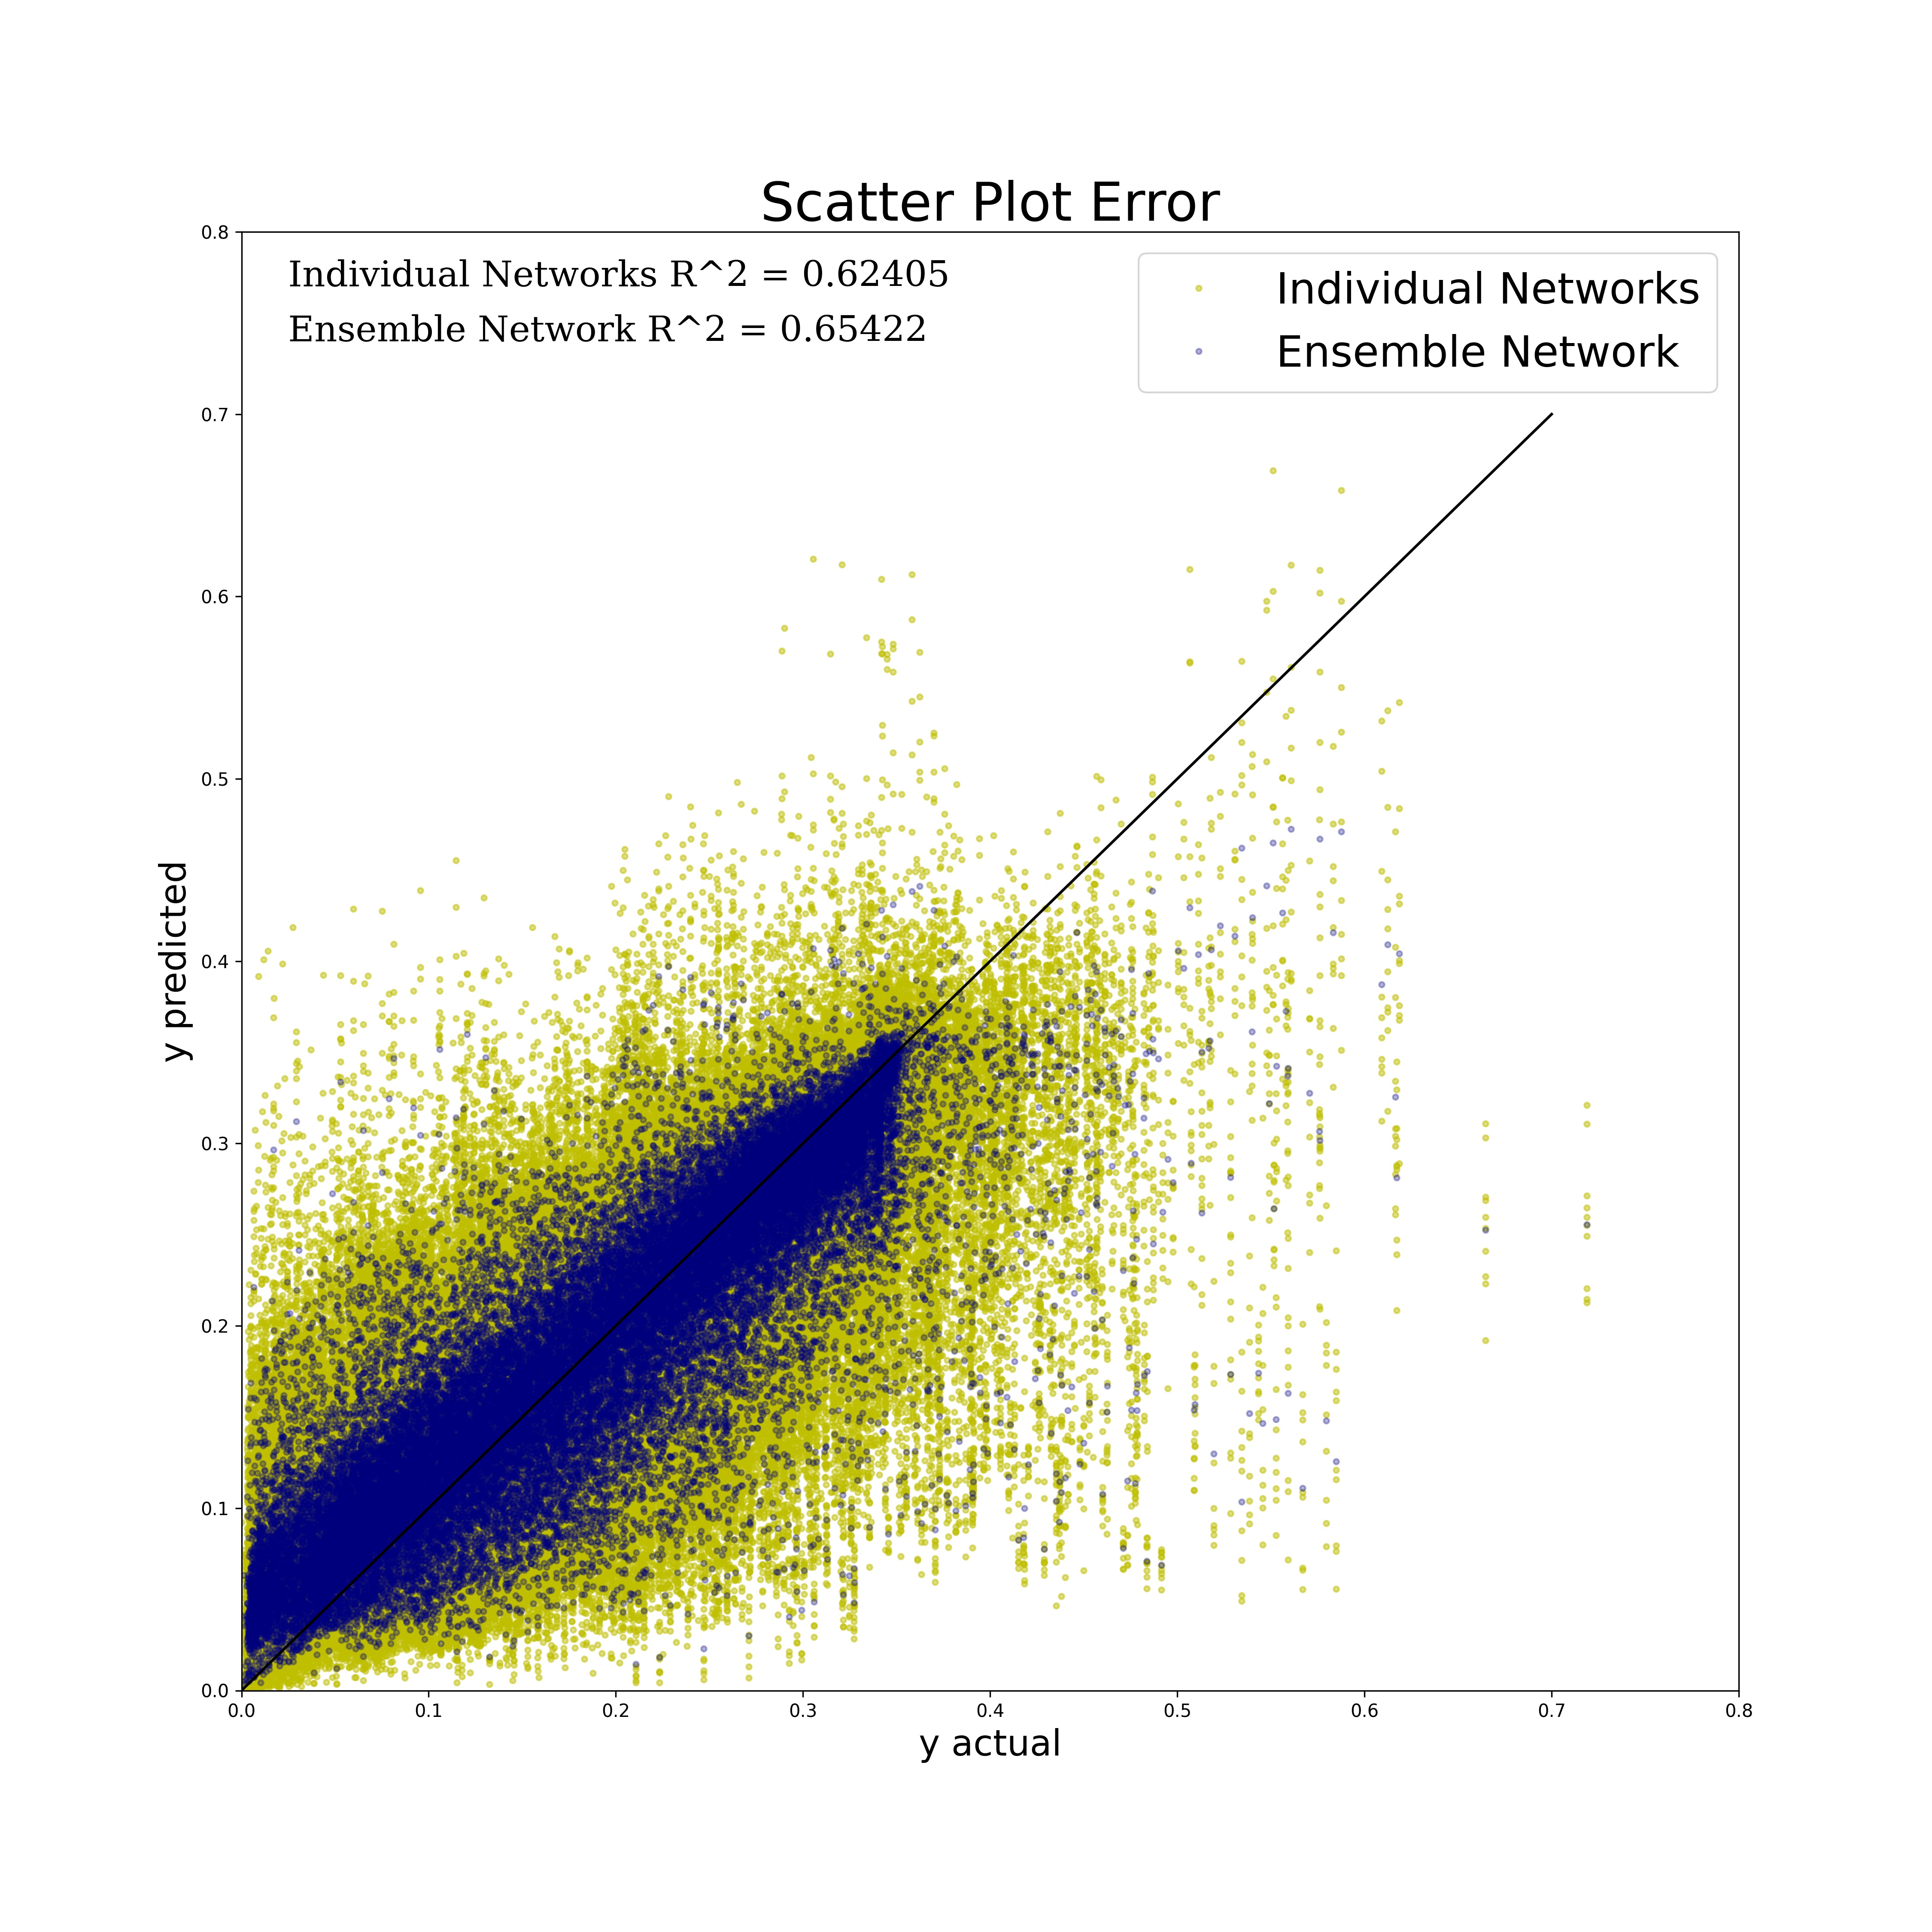 Scatter Plot Error
Individual Networks R^2 = 0.62405
Ensemble Network R^2 = 0.65422
Individual Networks
Ensemble Network
y predicted
0.8
0.7
0.6
0.5
0.4
0.3
0.2
0.1
0.0
0.0 0.1 0.2 0.3 0.4 0.5 0.6 0.7 0.8
y actual